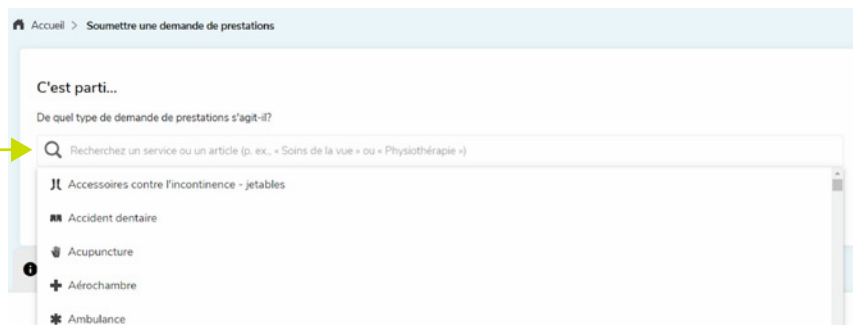 Accueil > Soumettre une demande de prestations
C'est parti...
De quel type de demande de prestations s'agit-il?
Recherchez un service ou un article (p. ex., « Soins de la vue » ou « Physiothérapie »)
Accessoires contre l'incontinence - jetables
Accident dentaire
Acupuncture
Aérochambre
Ambulance